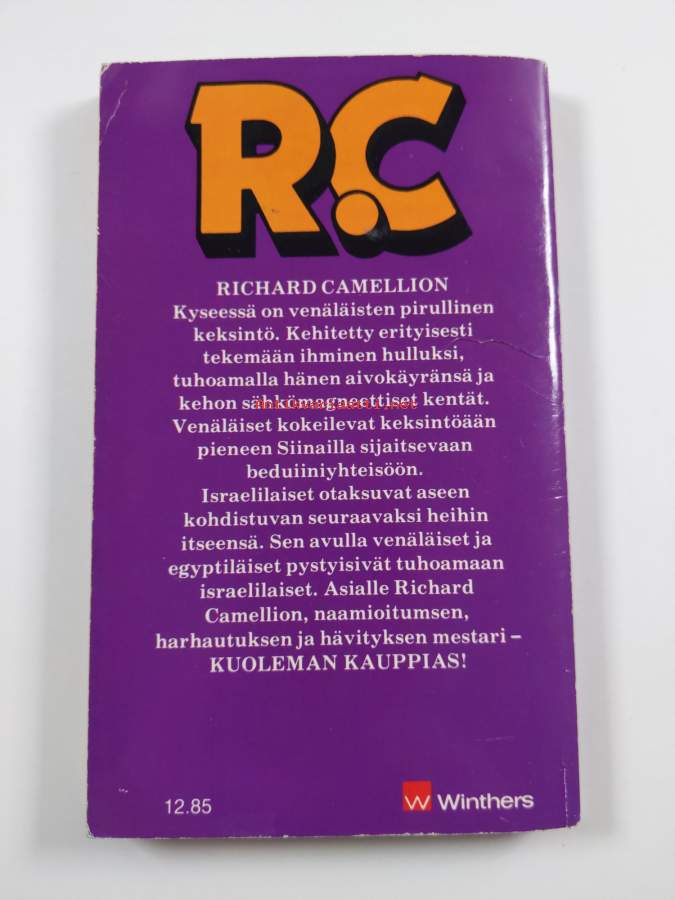 R.C
RICHARD CAMELLION
Kyseessä on venäläisten pirullinen
keksintö. Kehitetty erityisesti
tekemään ihminen hulluksi,
tuhoamalla hänen aivokäyränsä ja
kehon sähkömagneettiset kentät.
Antikvariaatti.net
Venäläiset kokeilevat keksintöään
pieneen Siinailla sijaitsevaan
beduiiniyhteisöön.
Israelilaiset otaksuvat aseen
kohdistuvan seuraavaksi heihin
itseensä. Sen avulla venäläiset ja
egyptiläiset pystyisivät tuhoamaan
israelilaiset. Asialle Richard
Camellion, naamioitumsen,
harhautuksen ja hävityksen mestari –
KUOLEMAN KAUPPIAS!
12.85
W Winthers